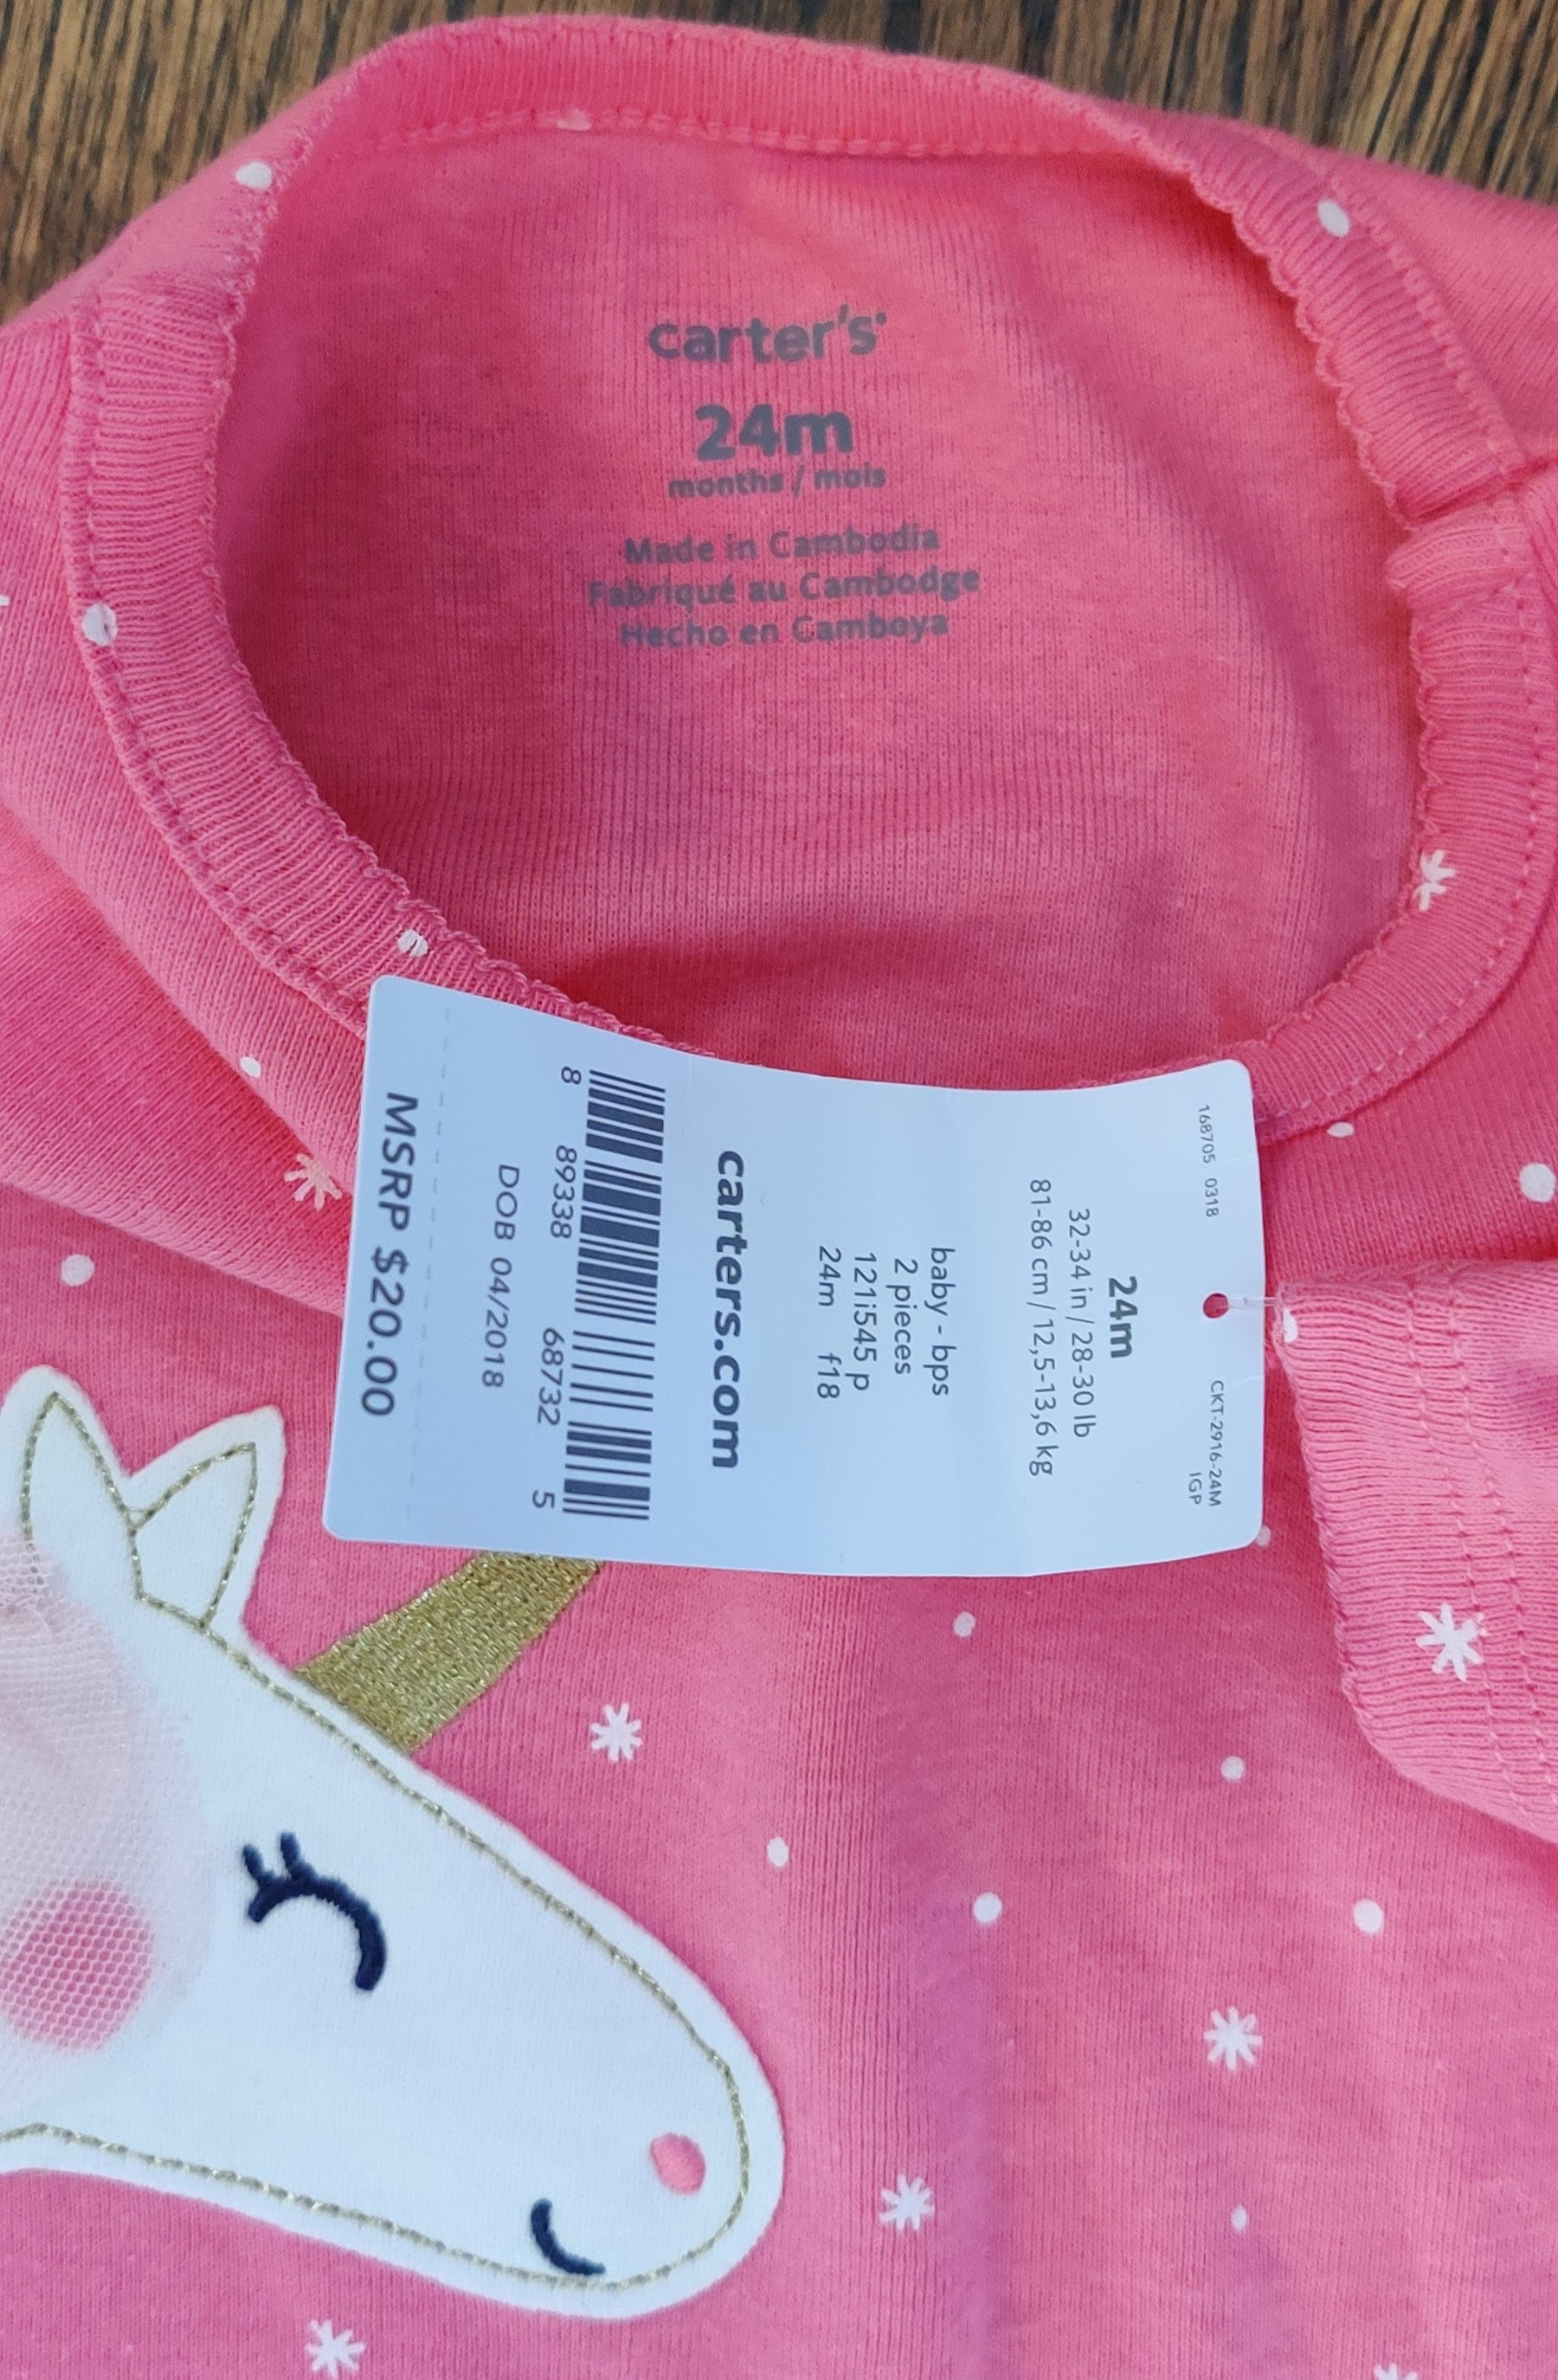 carter's
24m
months / mois
Made in Cambodia
Fabriqué au Cambodge
Hecho en Camboya
168705 0318 CKT-2916-24M
IGP
24m
32-34 in / 28-30 lb
81-86 cm / 12,5-13,6 kg
baby - bps
2 pieces
121i545 p
24m f18
carters.com
8 89338 68732 5
DOB 04/2018
MSRP $20.00